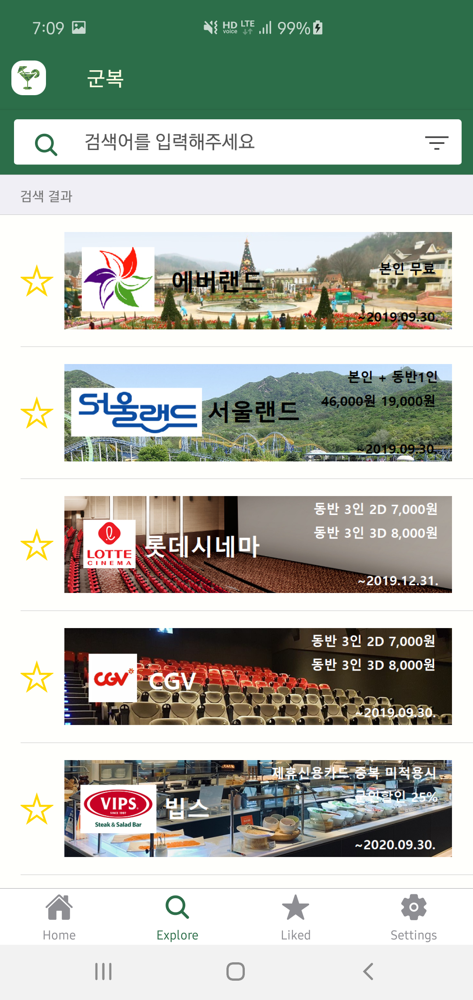 7:09 HD voice LTE 99%
군복
검색어를 입력해주세요
검색 결과
에버랜드
본인 무료
~2019.09.30.
서울랜드
서울랜드
본인 + 동반1인
46,000원 19,000원
~2019.09.30.
LOTTE
CINEMA
롯데시네마
동반 3인 2D 7,000원
동반 3인 3D 8,000원
~2019.12.31.
CGV
CGV
동반 3인 2D 7,000원
동반 3인 3D 8,000원
~2019.09.30.
VIPS
SINCE 1997
Steak & Salad Bar
빕스
제휴신용카드 중복 미적용시
군인할인 25%
~2020.09.30.
Home
Explore
Liked
Settings